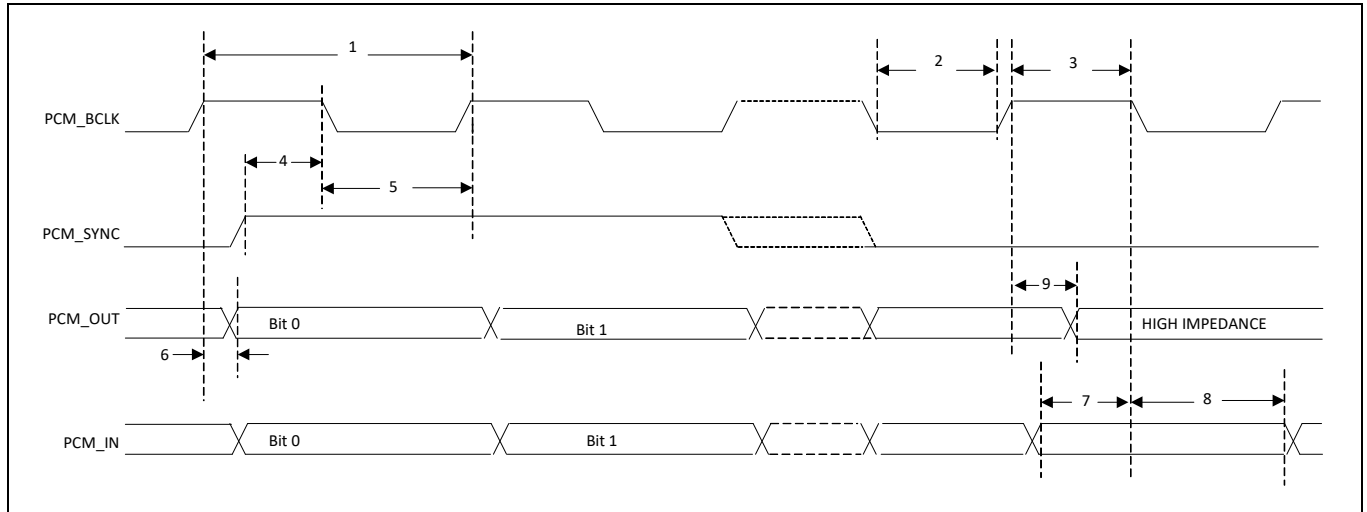 1
2
3
PCM_BCLK
4
5
PCM_SYNC
9
PCM_OUT
Bit 0
Bit 1
HIGH IMPEDANCE
6
7
8
PCM_IN
Bit 0
Bit 1